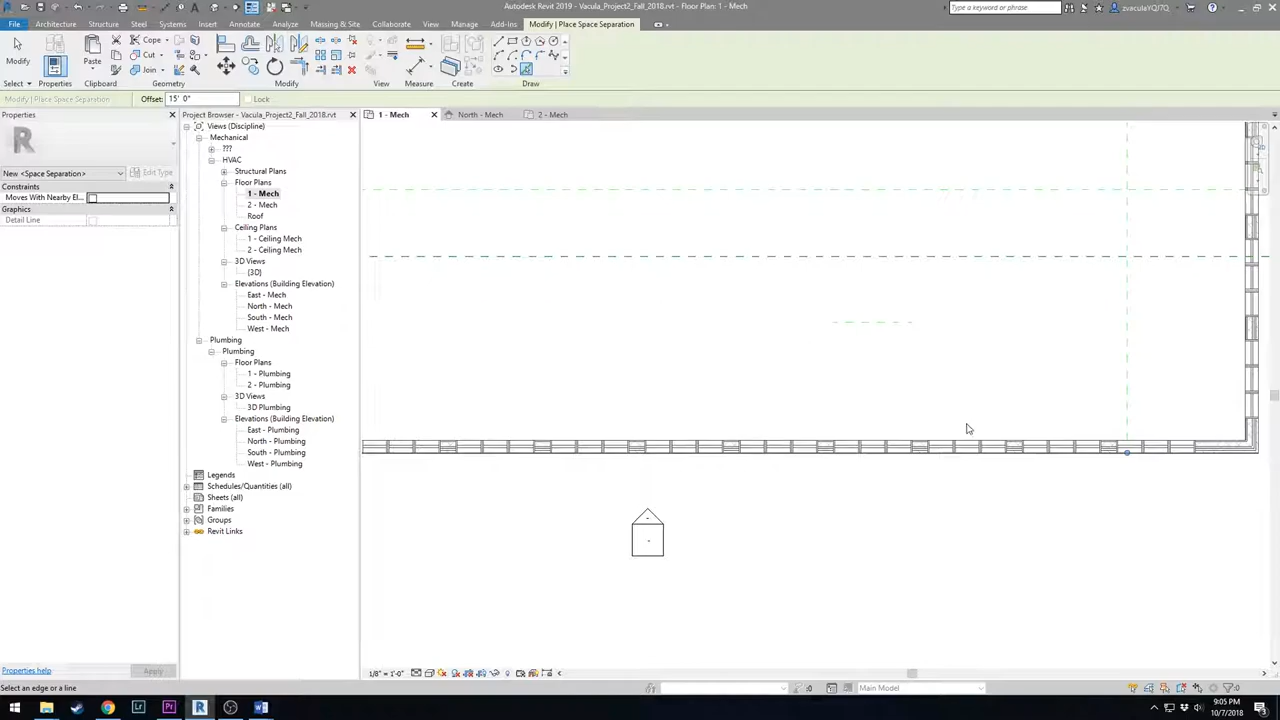 Autodesk Revit 2019 - Vacula_Project2_Fall_2018.rvt - Floor Plan: 1 - Mech
Type a keyword or phrase
zvaculaYQJ7Q
File Architecture Structure Steel Systems Insert Annotate Analyze Massing & Site Collaborate View Manage Add-Ins Modify | Place Space Separation
Modify Paste Cope Cut Join
Select Properties Clipboard Geometry Modify View Measure Create Draw
Modify | Place Space Separation Offset: 15' 0" Lock
Properties
Project Browser - Vacula_Project2_Fall_2018.rvt
1 - Mech North - Mech 2 - Mech
New <Space Separation> Edit Type
Constraints
Moves With Nearby El...
Graphics
Detail Line
Views (Discipline)
Mechanical
???
HVAC
Structural Plans
Floor Plans
1 - Mech
2 - Mech
Roof
Ceiling Plans
1 - Ceiling Mech
2 - Ceiling Mech
3D Views
{3D}
Elevations (Building Elevation)
East - Mech
North - Mech
South - Mech
West - Mech
Plumbing
Plumbing
Floor Plans
1 - Plumbing
2 - Plumbing
3D Views
3D Plumbing
Elevations (Building Elevation)
East - Plumbing
North - Plumbing
South - Plumbing
West - Plumbing
Legends
Schedules/Quantities (all)
Sheets (all)
Families
Groups
Revit Links
Properties help Apply
1/8" = 1'-0"
Select an edge or a line
:0
Main Model
:0
9:05 PM
10/7/2018